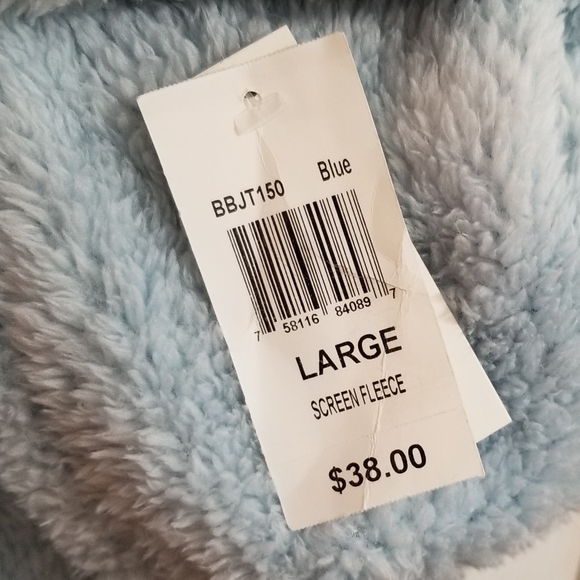 BBJT150 Blue
7 58116 84089 7
LARGE
SCREEN FLEECE
$38.00